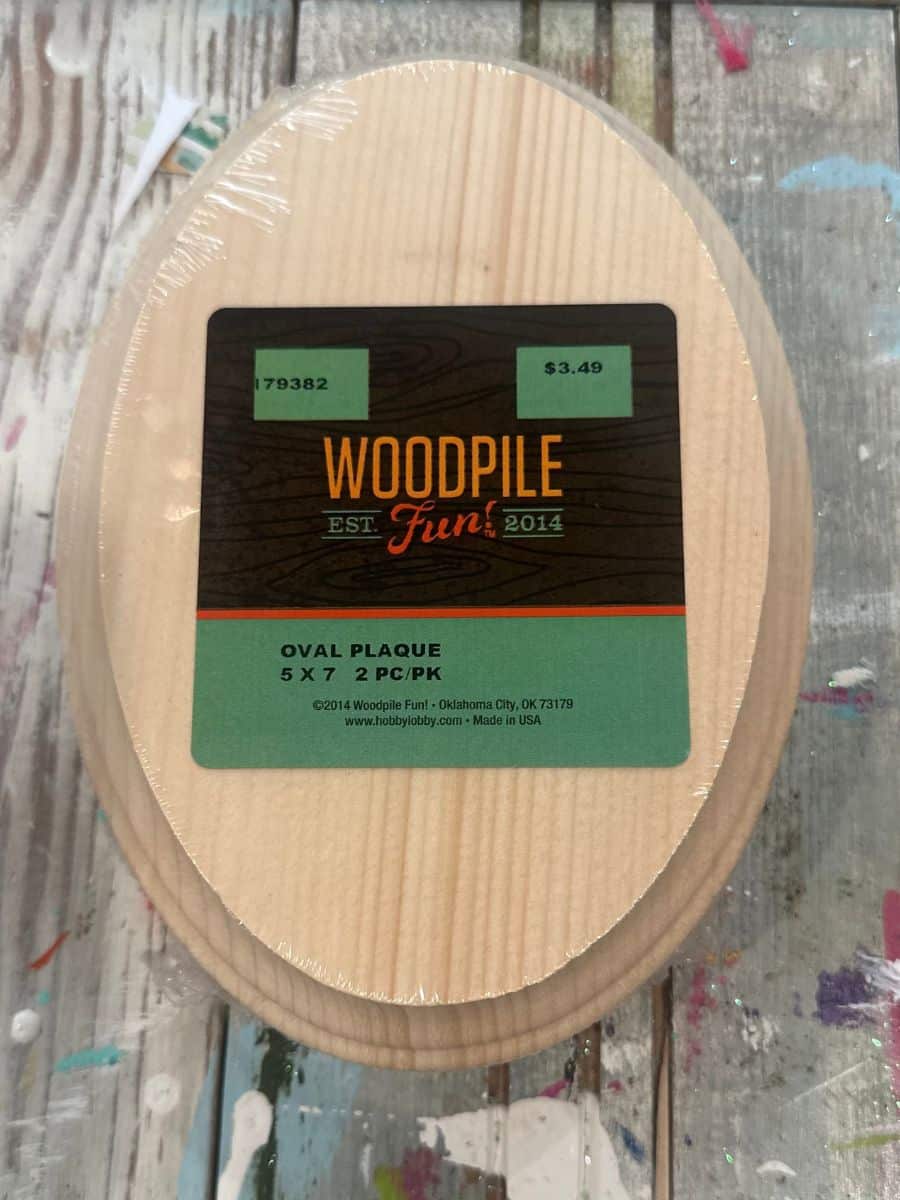 179382
$3.49
WOODPILE
EST. Fun!™ 2014
OVAL PLAQUE
5 X 7 2 PC/PK
©2014 Woodpile Fun! • Oklahoma City, OK 73179
www.hobbylobby.com • Made in USA